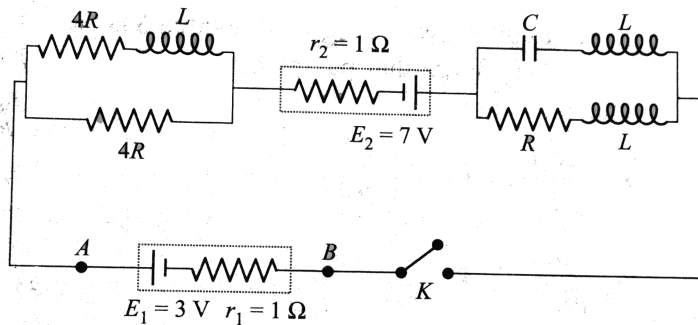 4R L
r₂ = 1 Ω
C L
4R
E₂ = 7 V
R L
A
B
K
E₁ = 3 V r₁ = 1 Ω